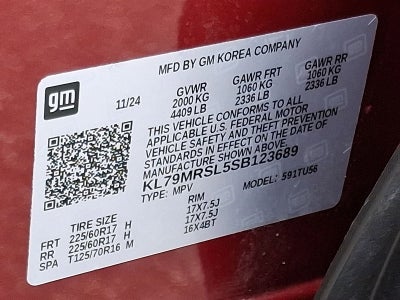 gm
MFD BY GM KOREA COMPANY
11/24 GVWR GAWR FRT GAWR RR
2000 KG 1060 KG 1060 KG
4409 LB 2336 LB 2336 LB
THIS VEHICLE CONFORMS TO ALL
APPLICABLE U.S. FEDERAL MOTOR
VEHICLE SAFETY AND THEFT PREVENTION
STANDARDS IN EFFECT ON THE DATE OF
MANUFACTURE SHOWN ABOVE.
KL79MRSL5SB123689
TYPE: MPV MODEL: 591TU56
TIRE SIZE RIM
FRT 225/60R17 H 17X7.5J
RR 225/60R17 H 17X7.5J
SPA T125/70R16 M 16X4BT